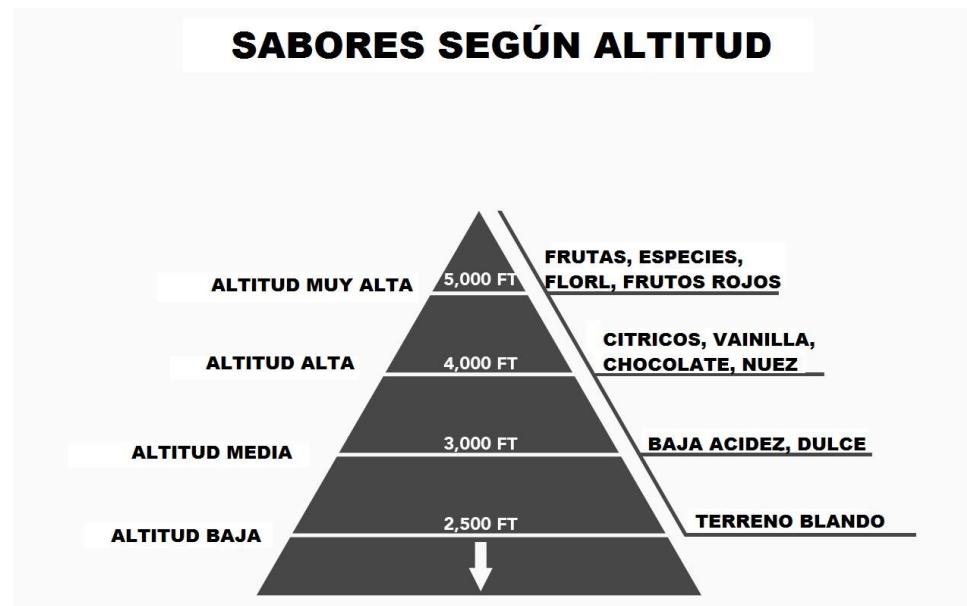 SABORES SEGÚN ALTITUD
ALTITUD MUY ALTA
5,000 FT
FRUTAS, ESPECIES,
FLORL, FRUTOS ROJOS
ALTITUD ALTA
4,000 FT
CITRICOS, VAINILLA,
CHOCOLATE, NUEZ
ALTITUD MEDIA
3,000 FT
BAJA ACIDEZ, DULCE
ALTITUD BAJA
2,500 FT
TERRENO BLANDO